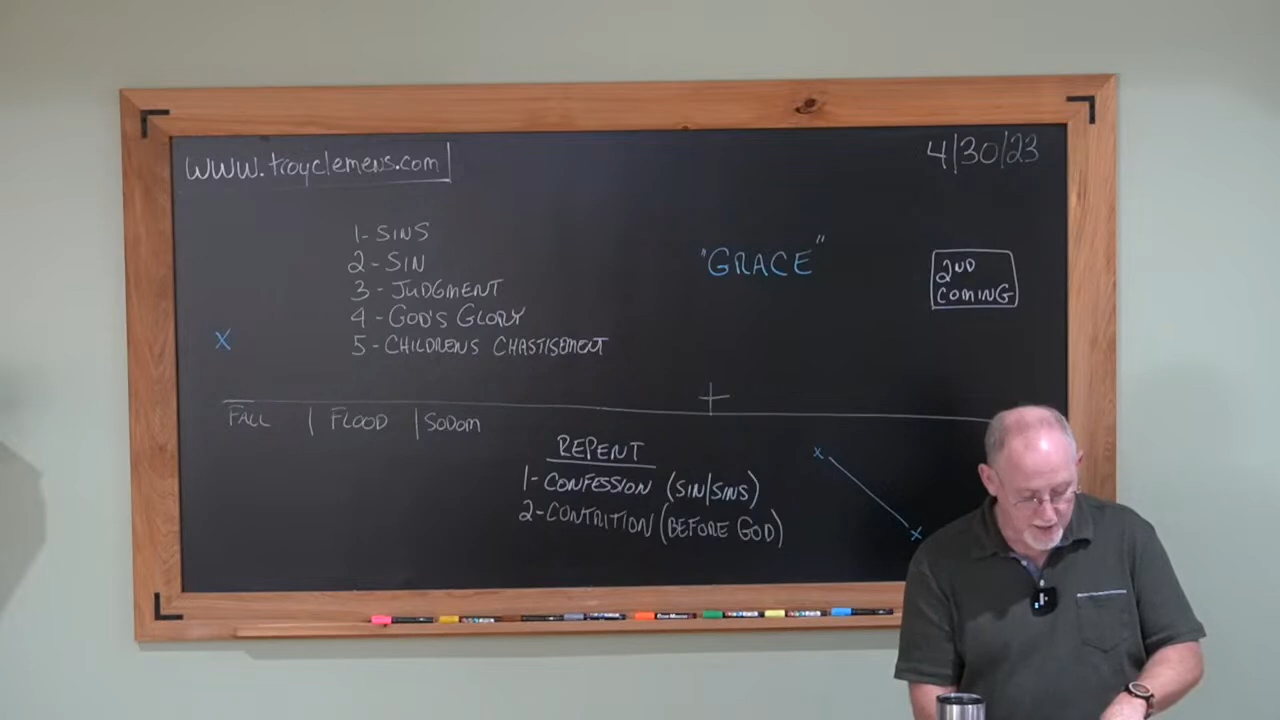 www.troyclemens.com
4|30|23
1-SINS
2-SIN
3-JUDGMENT
4-GOD'S GLORY
5-CHILDRENS CHASTISEMENT
"GRACE"
2ND
COMING
X
FALL | FLOOD | SODOM
REPENT
1-CONFESSION (SIN/SINS)
2-CONTRITION (BEFORE GOD)
X
X